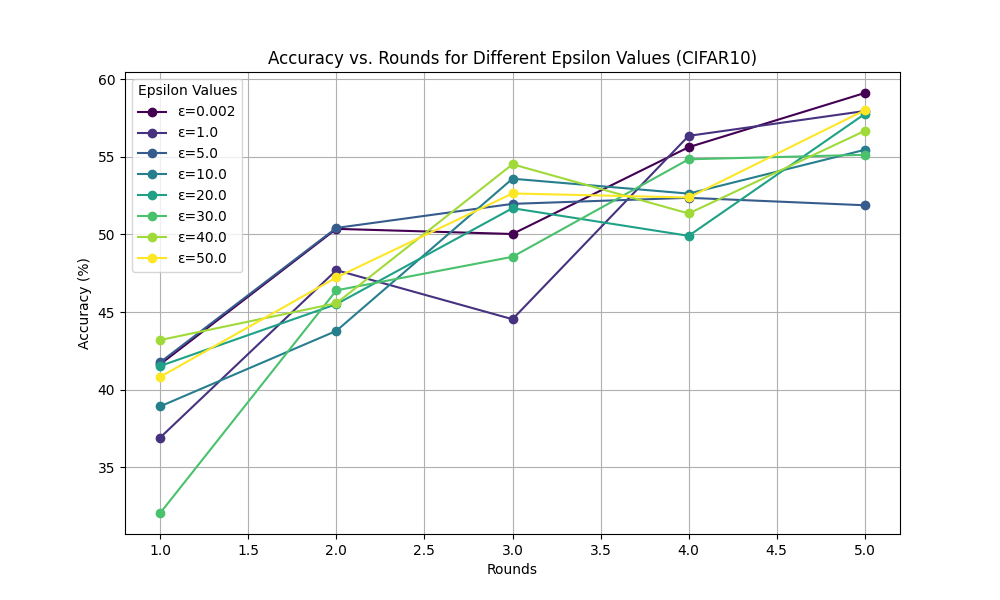 Accuracy vs. Rounds for Different Epsilon Values (CIFAR10)
60
55
50
45
40
35
Accuracy (%)
Epsilon Values
ε=0.002
ε=1.0
ε=5.0
ε=10.0
ε=20.0
ε=30.0
ε=40.0
ε=50.0
1.0 1.5 2.0 2.5 3.0 3.5 4.0 4.5 5.0
Rounds